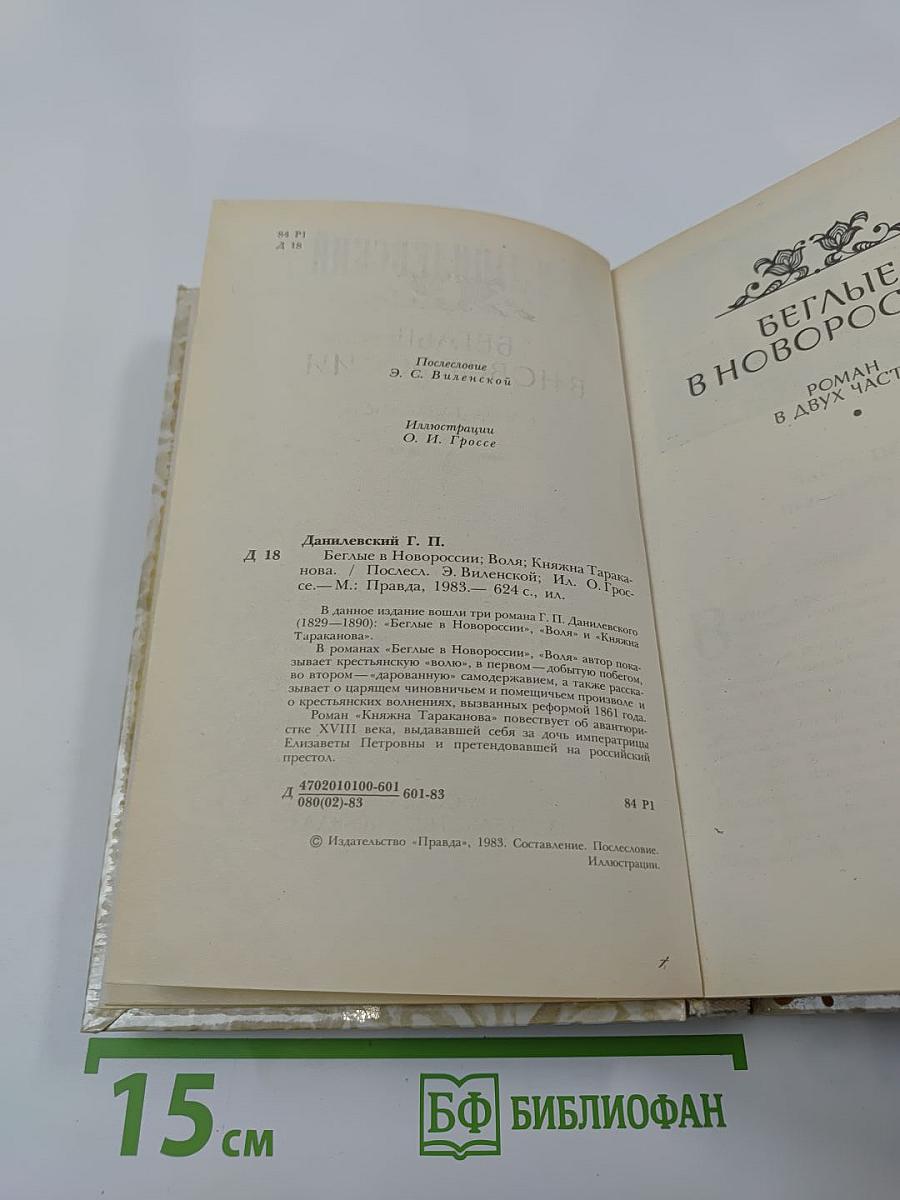 84 Р1
Д 18
Послесловие
Э. С. Виленской
Иллюстрации
О. И. Гроссе
Данилевский Г. П.
Д 18 Беглые в Новороссии; Воля; Княжна Тарака-
нова. / Послесл. Э. Виленской; Ил. О. Грос-
се.— М.: Правда, 1983.— 624 с., ил.
В данное издание вошли три романа Г. П. Данилевского
(1829—1890): «Беглые в Новороссии», «Воля» и «Княжна
Тараканова».
В романах «Беглые в Новороссии», «Воля» автор пока-
зывает крестьянскую «волю», в первом—добытую побегом,
во втором—«дарованную» самодержавием, а также расска-
зывает о царящем чиновничьем и помещичьем произволе и
о крестьянских волнениях, вызванных реформой 1861 года.
Роман «Княжна Тараканова» повествует об авантюри-
стке XVIII века, выдававшей себя за дочь императрицы
Елизаветы Петровны и претендовавшей на российский
престол.
Д 4702010100-601 601-83
080(02)-83
84 Р1
© Издательство «Правда», 1983. Составление. Послесловие.
Иллюстрации.
БЕГЛЫЕ
В НОВОРОС
РОМАН
В ДВУХ ЧАСТ
15 см
БФ БИБЛИОФАН